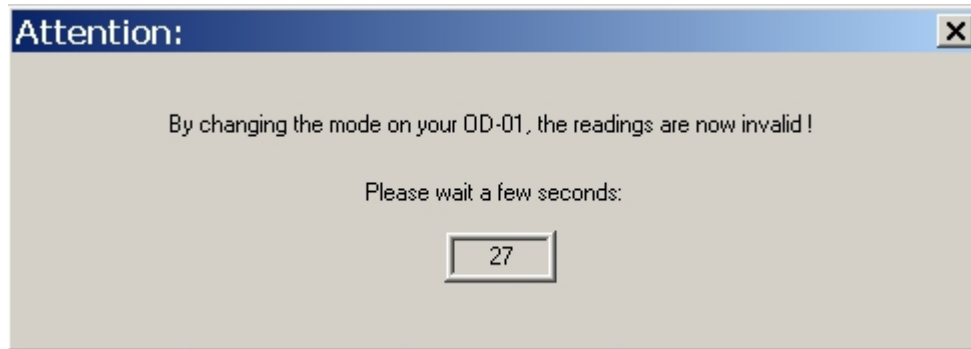 Attention:
By changing the mode on your OD-01, the readings are now invalid !
Please wait a few seconds:
27